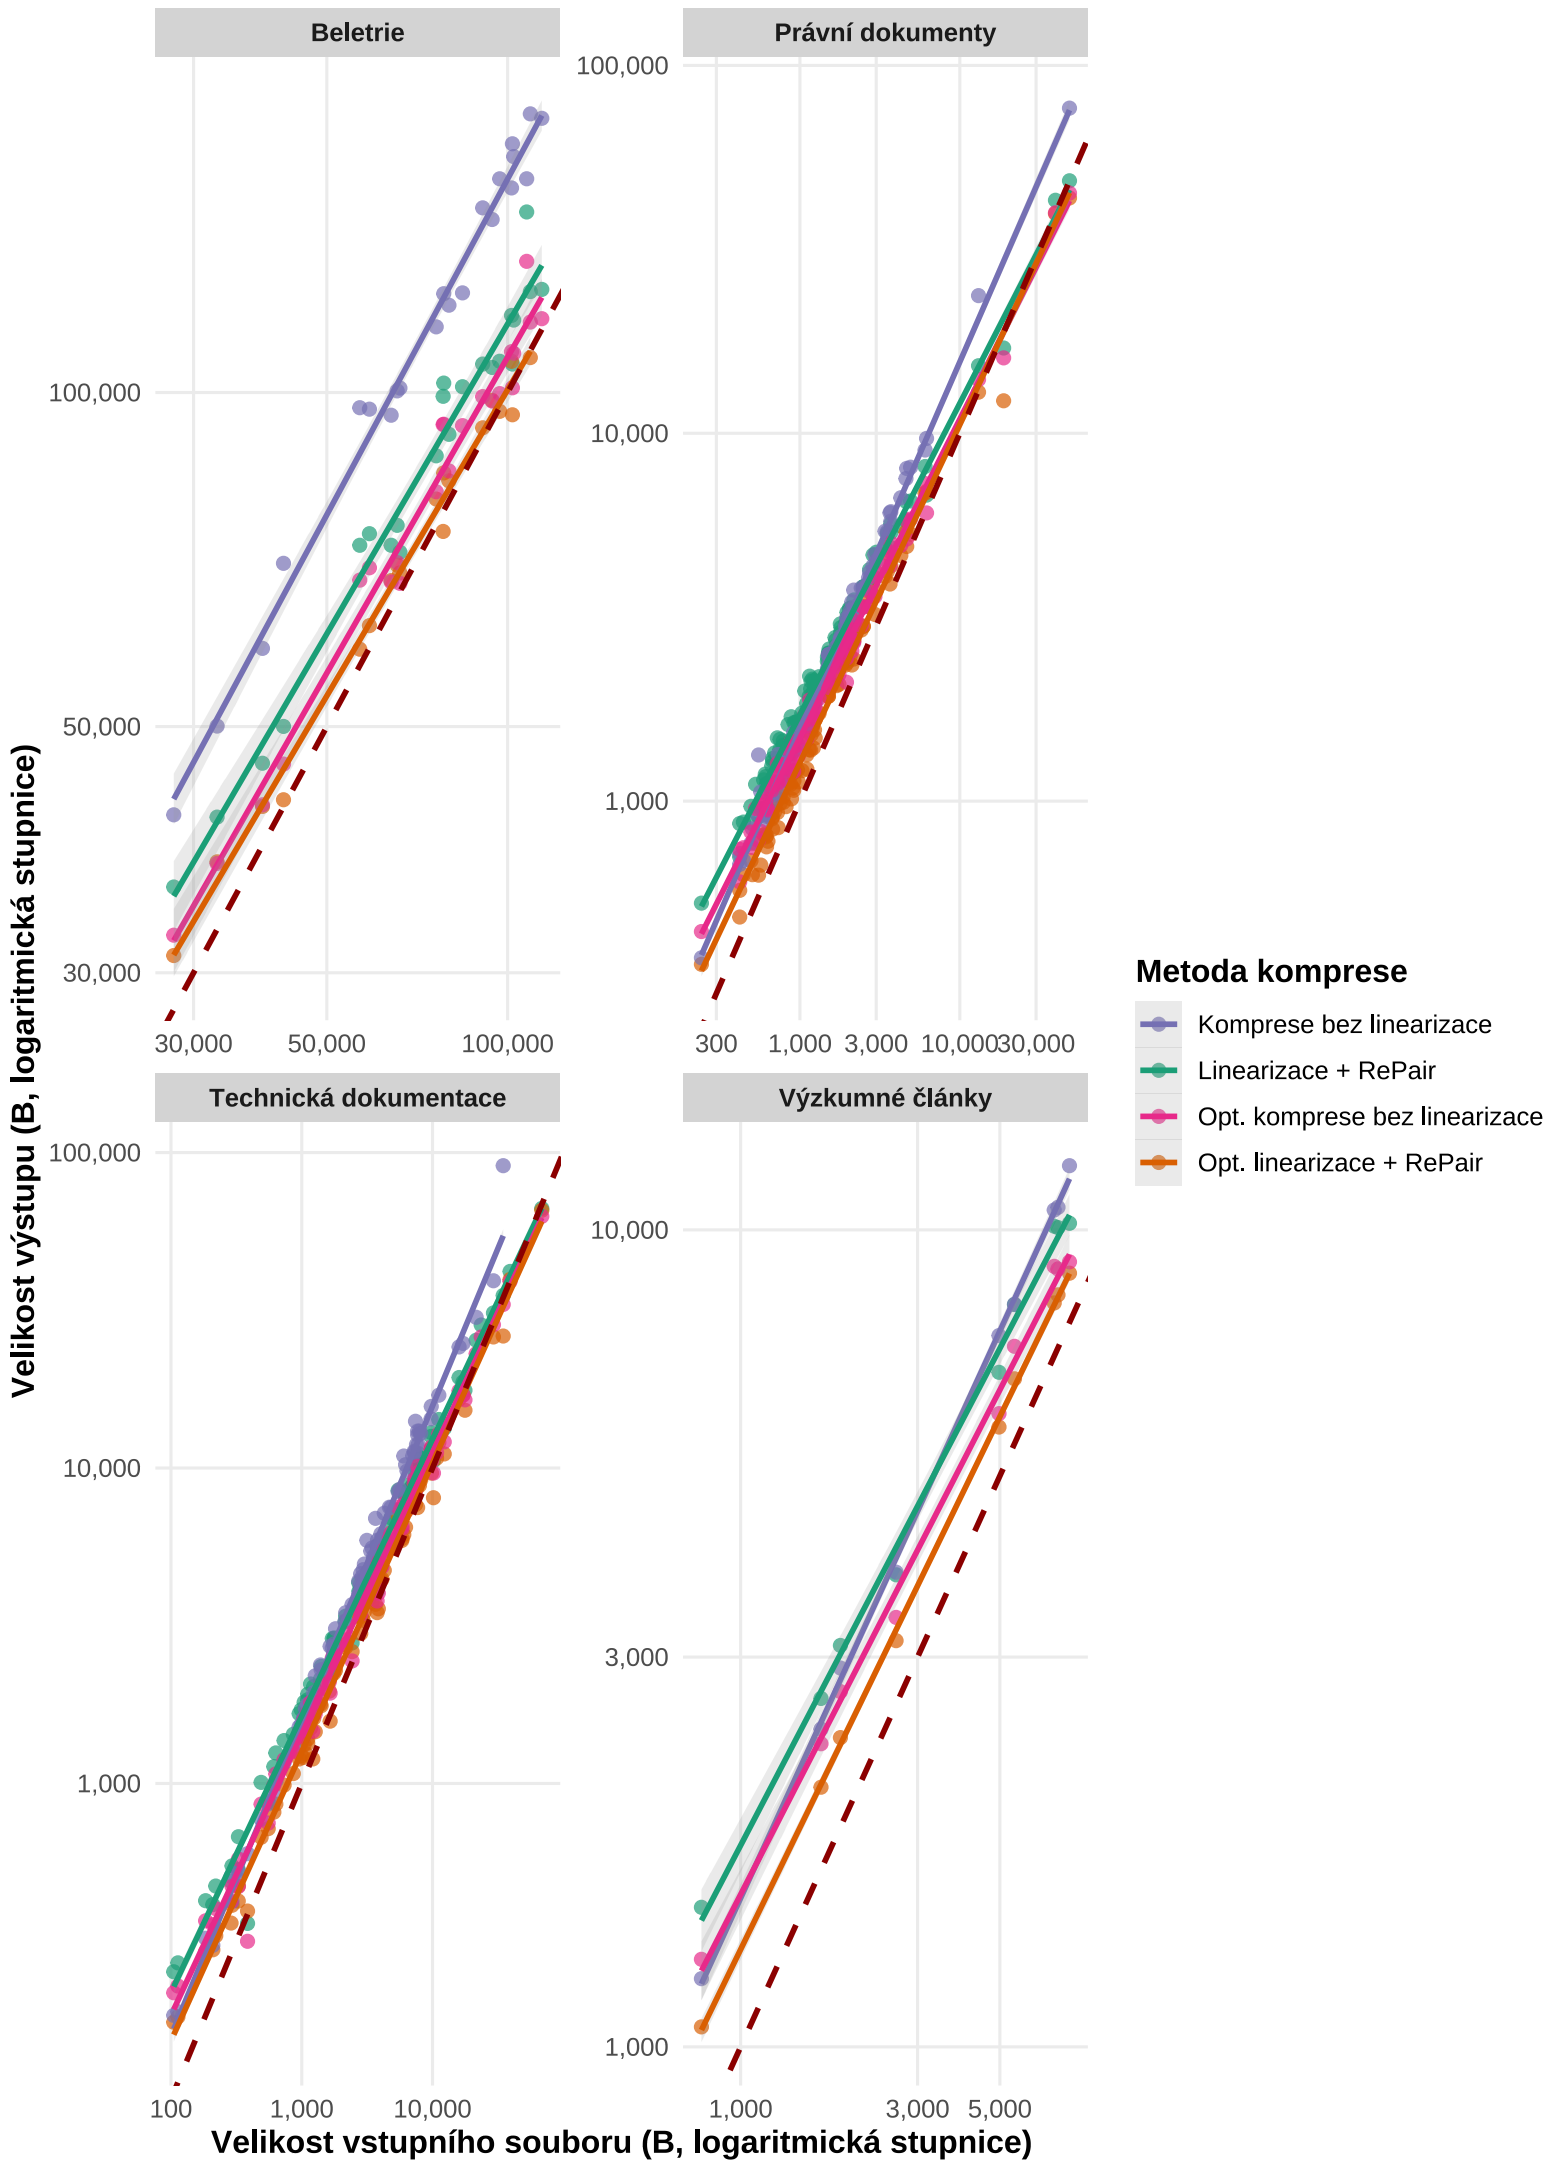 Beletrie
Právní dokumenty
100,000
50,000
30,000
30,000 50,000 100,000
100,000
10,000
1,000
300 1,000 3,000 10,000 30,000
Technická dokumentace
Výzkumné články
100,000
10,000
1,000
100 1,000 10,000
10,000
3,000
1,000
1,000 3,000 5,000
Velikost výstupu (B, logaritmická stupnice)
Velikost vstupního souboru (B, logaritmická stupnice)
Metoda komprese
Komprese bez linearizace
Linearizace + RePair
Opt. komprese bez linearizace
Opt. linearizace + RePair